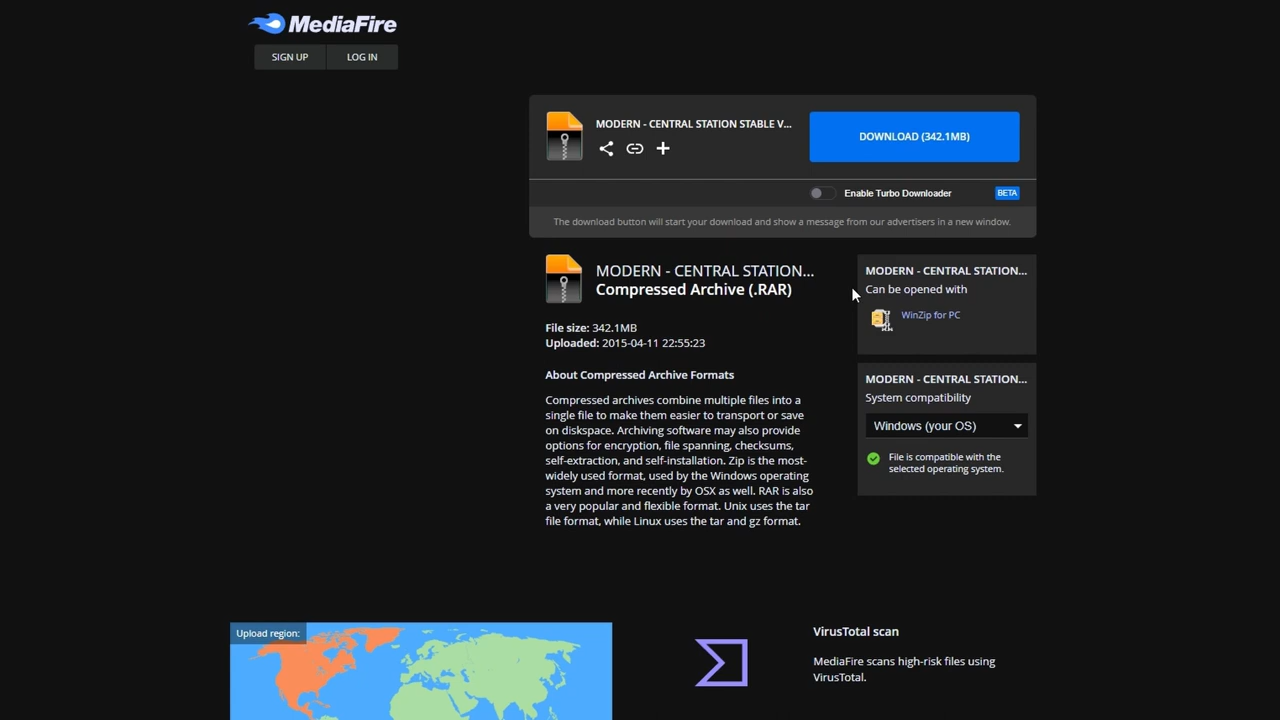 MediaFire
SIGN UP
LOG IN
MODERN - CENTRAL STATION STABLE V...
DOWNLOAD (342.1MB)
Enable Turbo Downloader
BETA
The download button will start your download and show a message from our advertisers in a new window.
MODERN - CENTRAL STATION...
Compressed Archive (.RAR)
File size: 342.1MB
Uploaded: 2015-04-11 22:55:23
About Compressed Archive Formats
Compressed archives combine multiple files into a
single file to make them easier to transport or save
on diskspace. Archiving software may also provide
options for encryption, file spanning, checksums,
self-extraction, and self-installation. Zip is the most-
widely used format, used by the Windows operating
system and more recently by OSX as well. RAR is also
a very popular and flexible format. Unix uses the tar
file format, while Linux uses the tar and gz format.
MODERN - CENTRAL STATION...
Can be opened with
WinZip for PC
MODERN - CENTRAL STATION...
System compatibility
Windows (your OS)
File is compatible with the
selected operating system.
Upload region:
VirusTotal scan
MediaFire scans high-risk files using
VirusTotal.